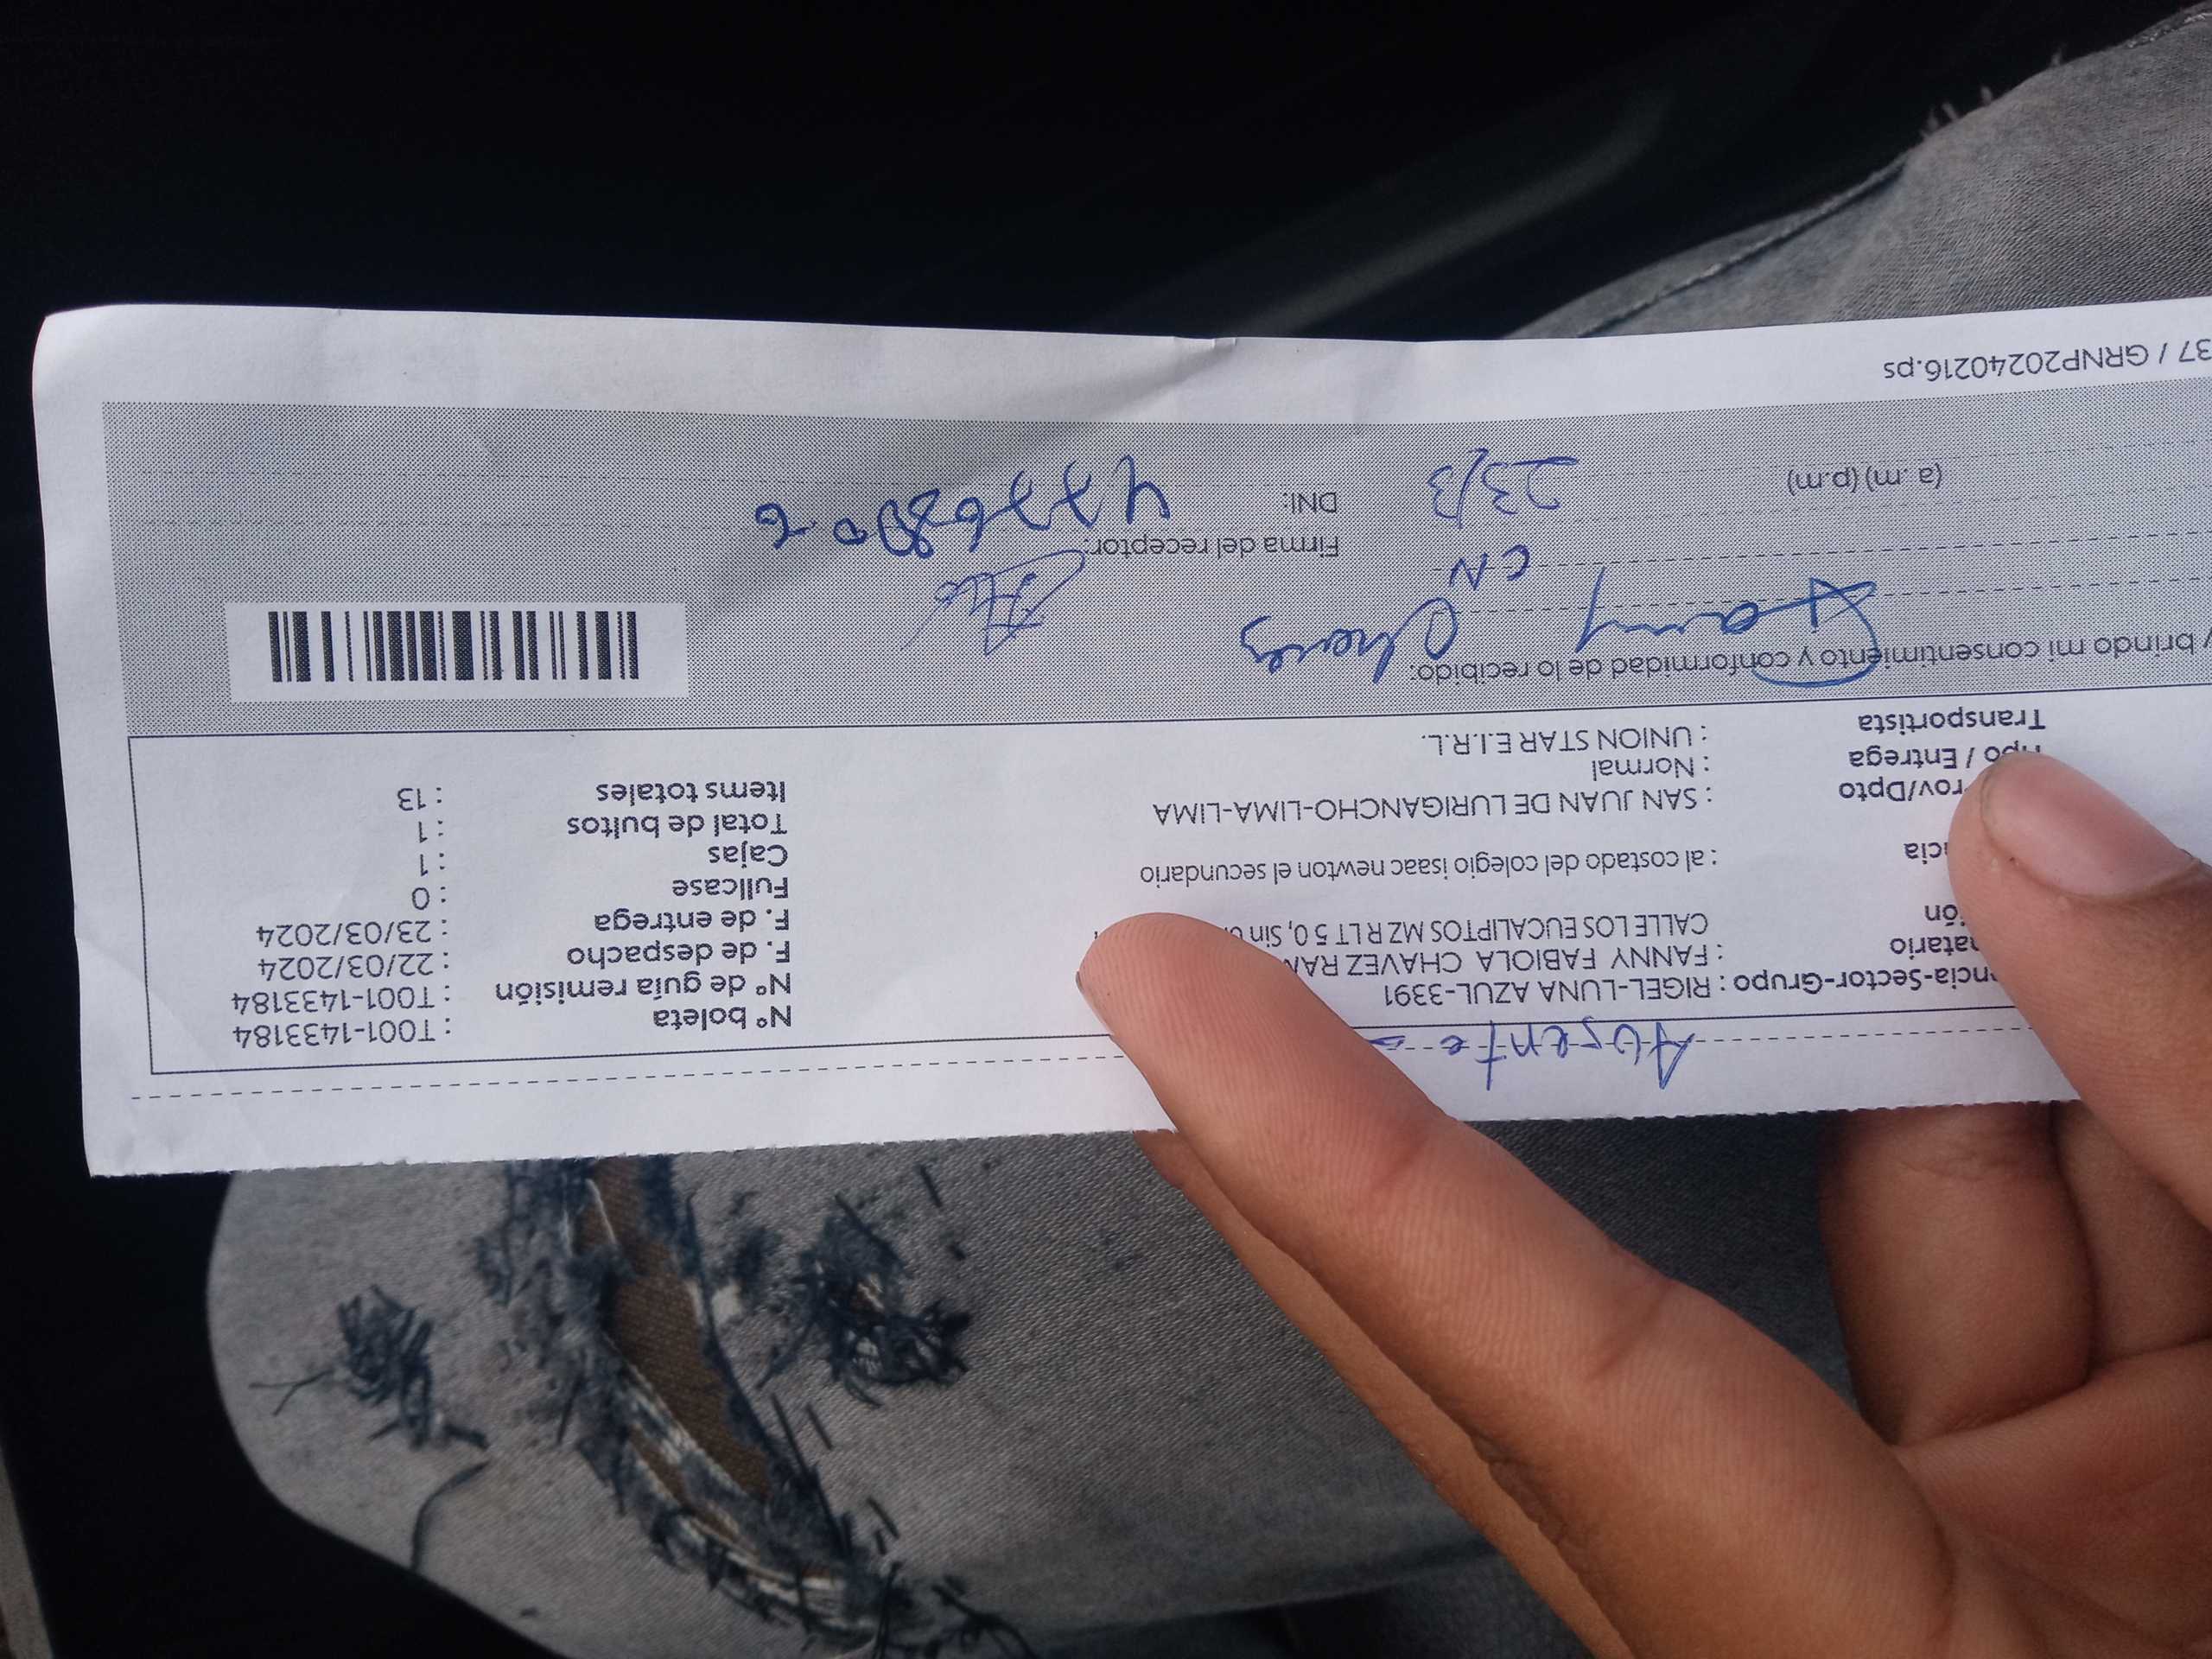 Ausente
ncia-Sector-Grupo : RIGEL-LUNA AZUL-3391
natario : FANNY FABIOLA CHAVEZ RAM
ión CALLE LOS EUCALIPTOS MZ R LT 5 0, Sin
cia : al costado del colegio isaac newton el secundario
rov/Dpto : SAN JUAN DE LURIGANCHO-LIMA-LIMA
Tipo / Entrega : Normal
Transportista : UNION STAR E.I.R.L.
N° boleta : T001-1433184
N° de guía remisión : T001-1433184
F. de despacho : 22/03/2024
F. de entrega : 23/03/2024
Fullcase : 0
Cajas : 1
Total de bultos : 1
Items totales : 13
y brindo mi consentimiento y conformidad de lo recibido:
Fanny Chavez
CN
Firma del receptor:
(a.m) (p.m) 23/3 DNI:
37 / GRNP20240216.ps